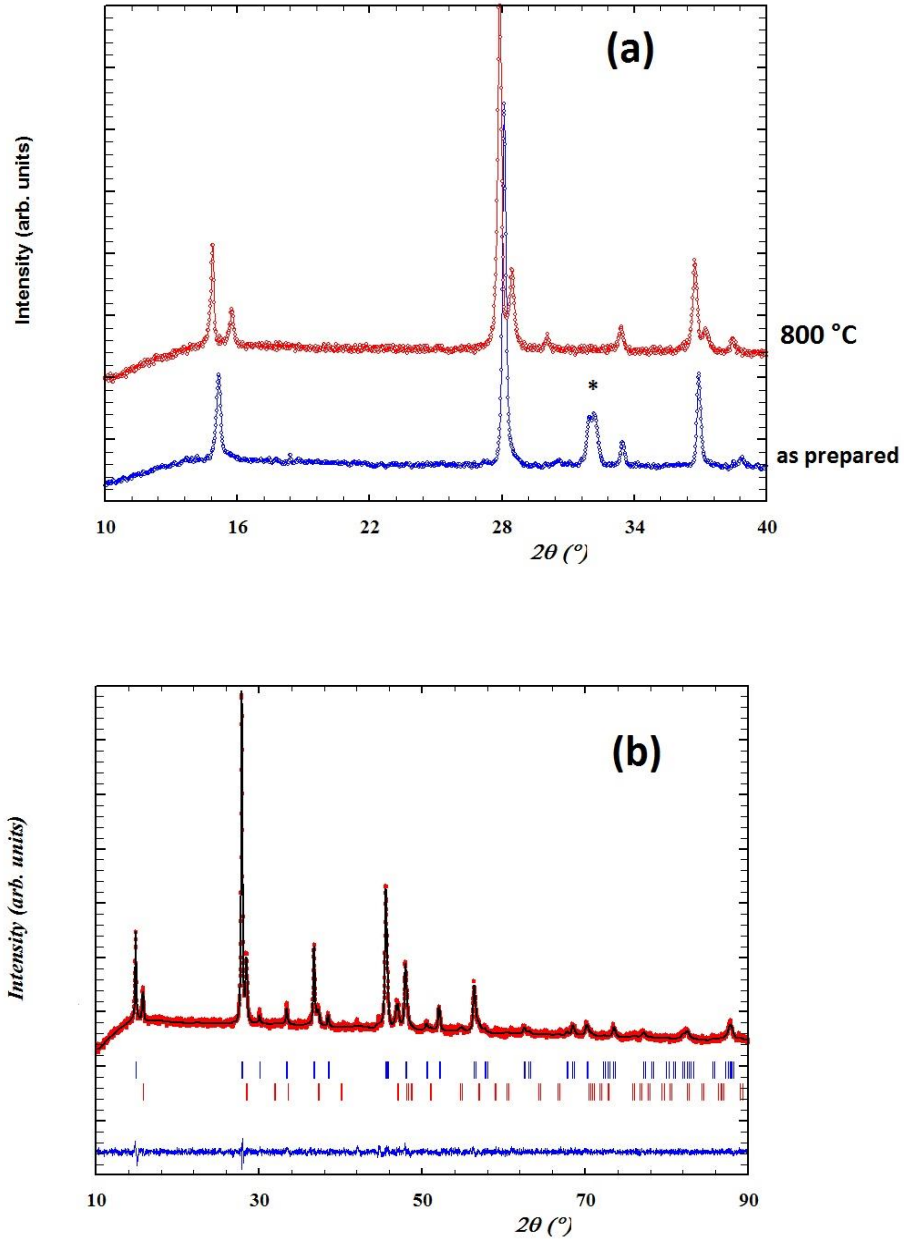 (a)
Intensity (arb. units)
800 °C
*
as prepared
10 16 22 28 34 40
2θ (°)
(b)
Intensity (arb. units)
10 30 50 70 90
2θ (°)